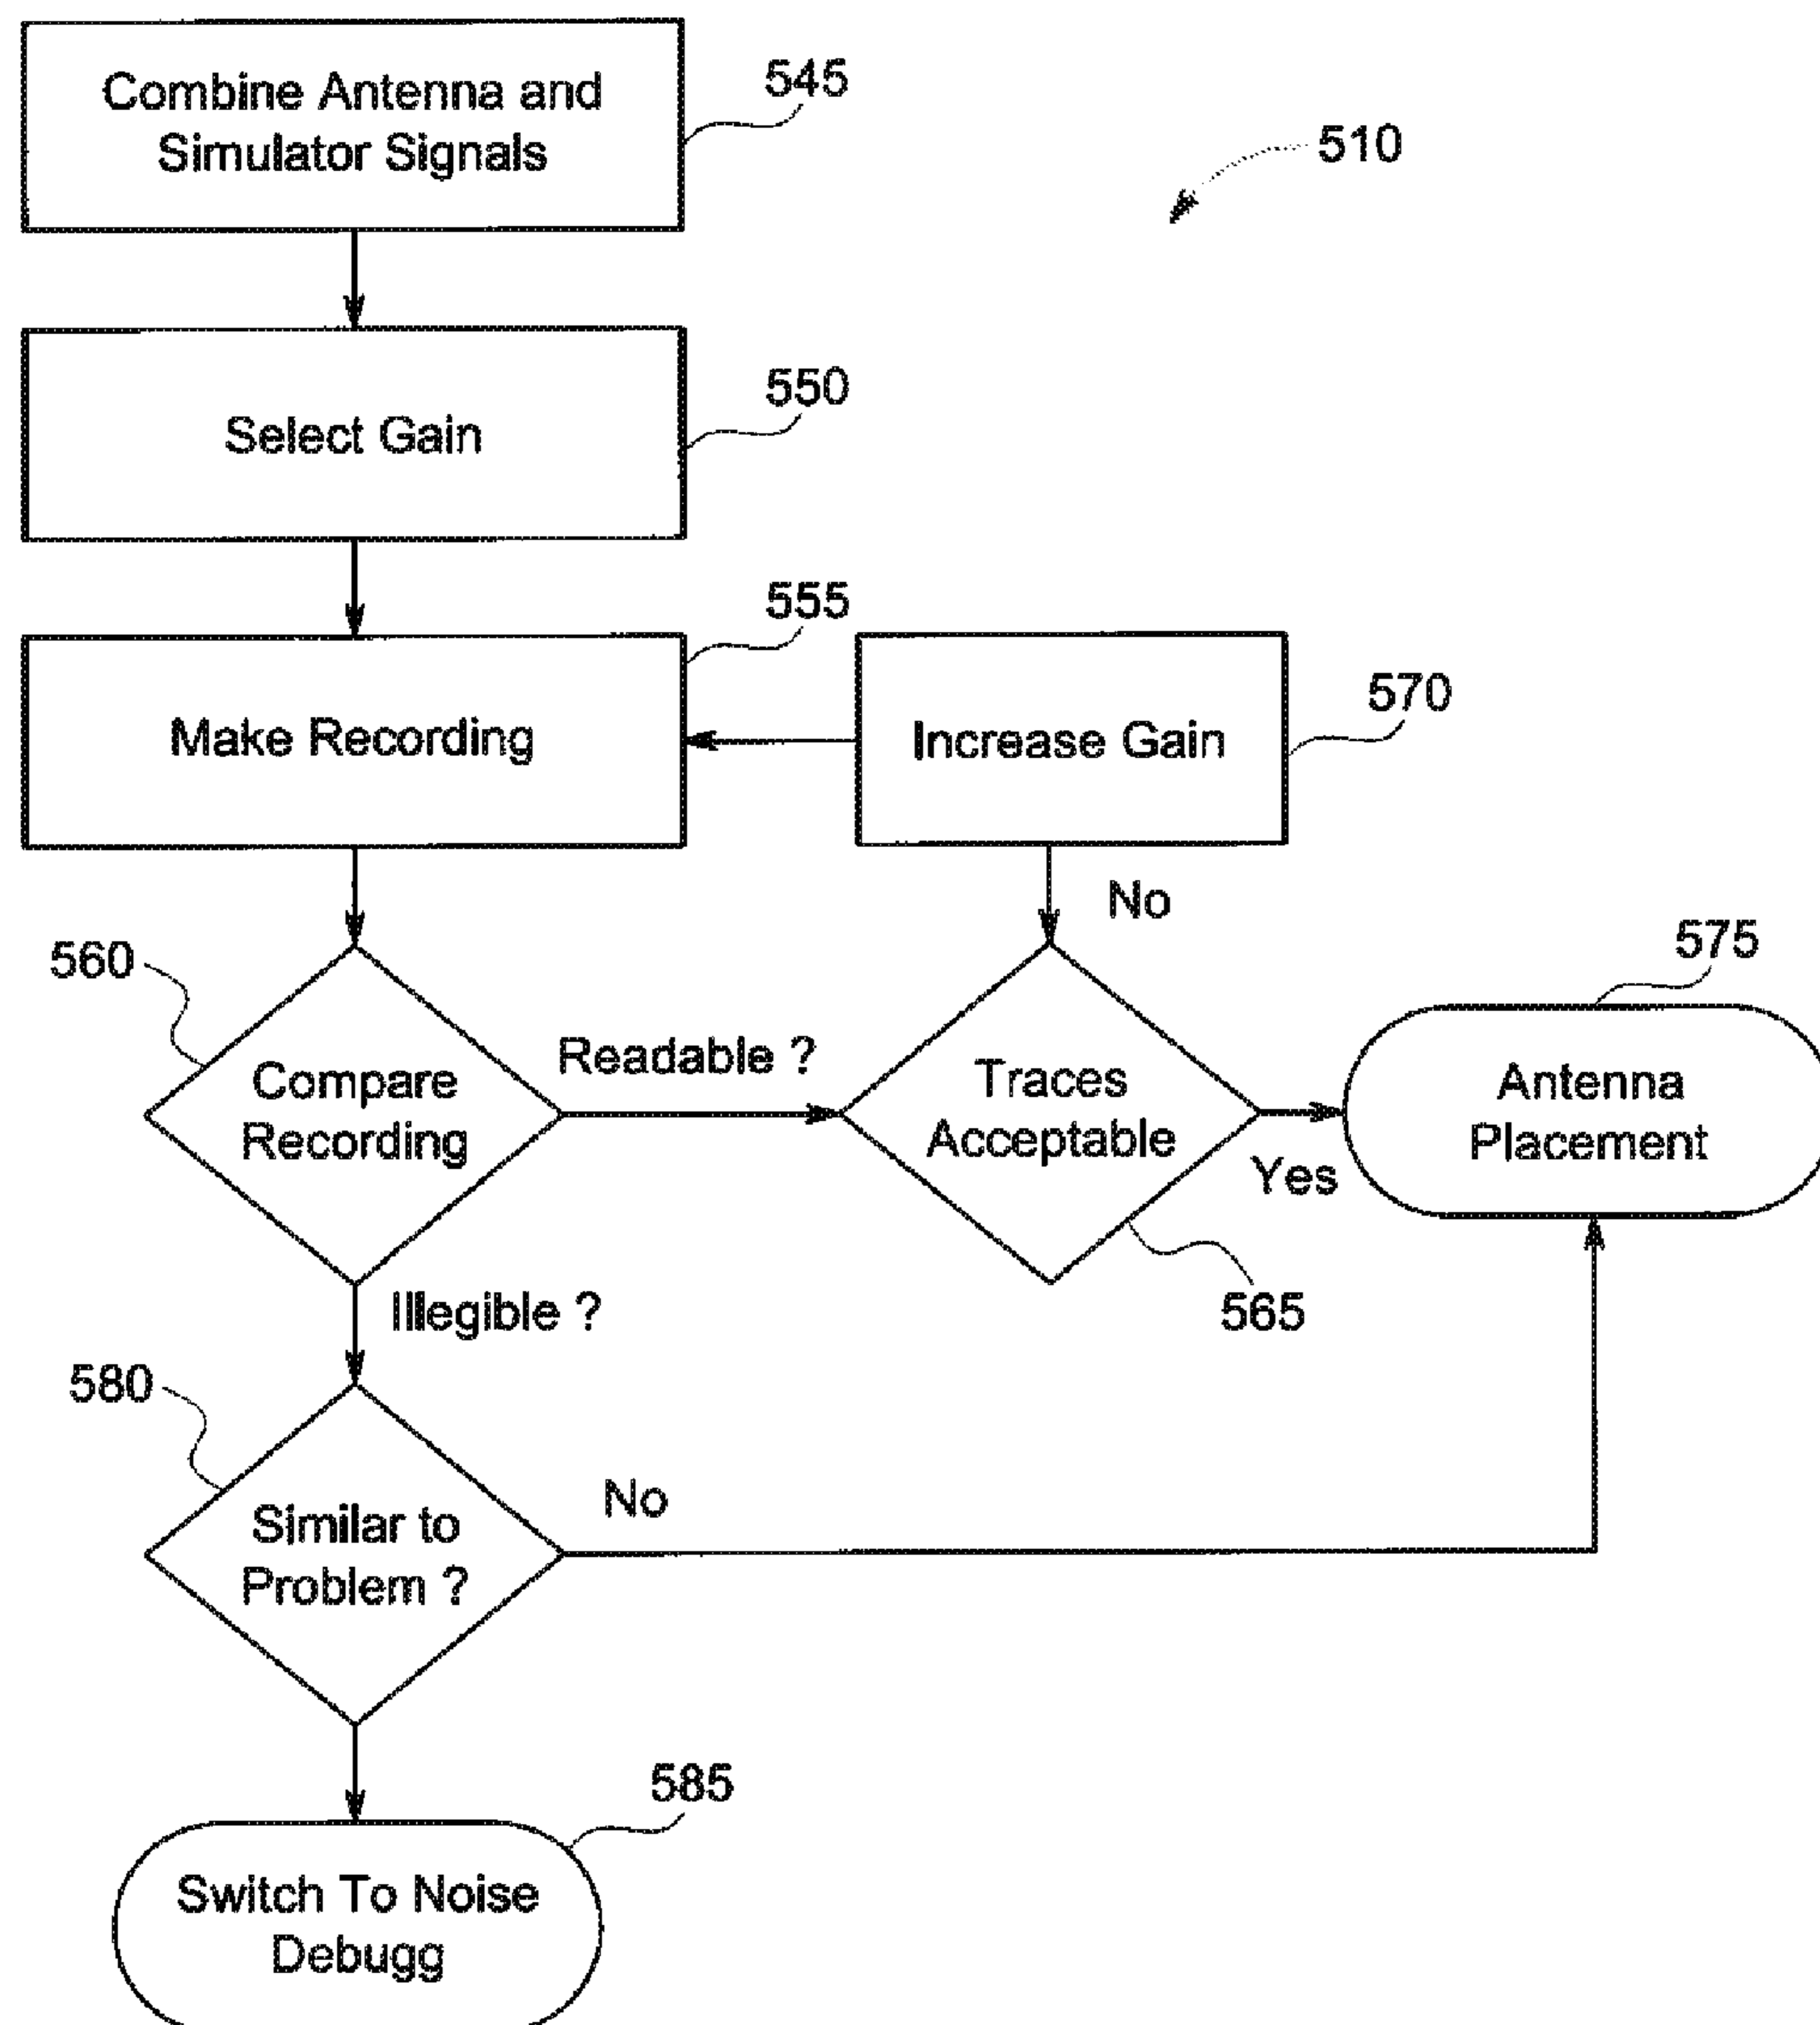 Combine Antenna and
Simulator Signals
545
510
Select Gain
550
Make Recording
555
Increase Gain
570
No
560
Compare
Recording
Readable ?
Traces
Acceptable
565
Yes
575
Antenna
Placement
Illegible ?
580
Similar to
Problem ?
No
585
Switch To Noise
Debugg